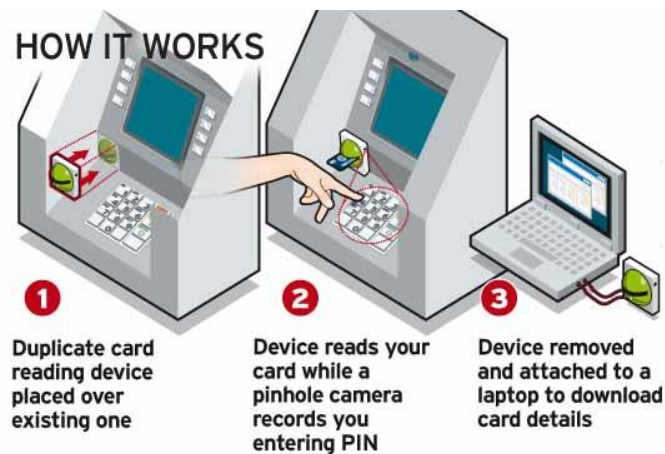 HOW IT WORKS
1
Duplicate card
reading device
placed over
existing one
2
Device reads your
card while a
pinhole camera
records you
entering PIN
3
Device removed
and attached to a
laptop to download
card details